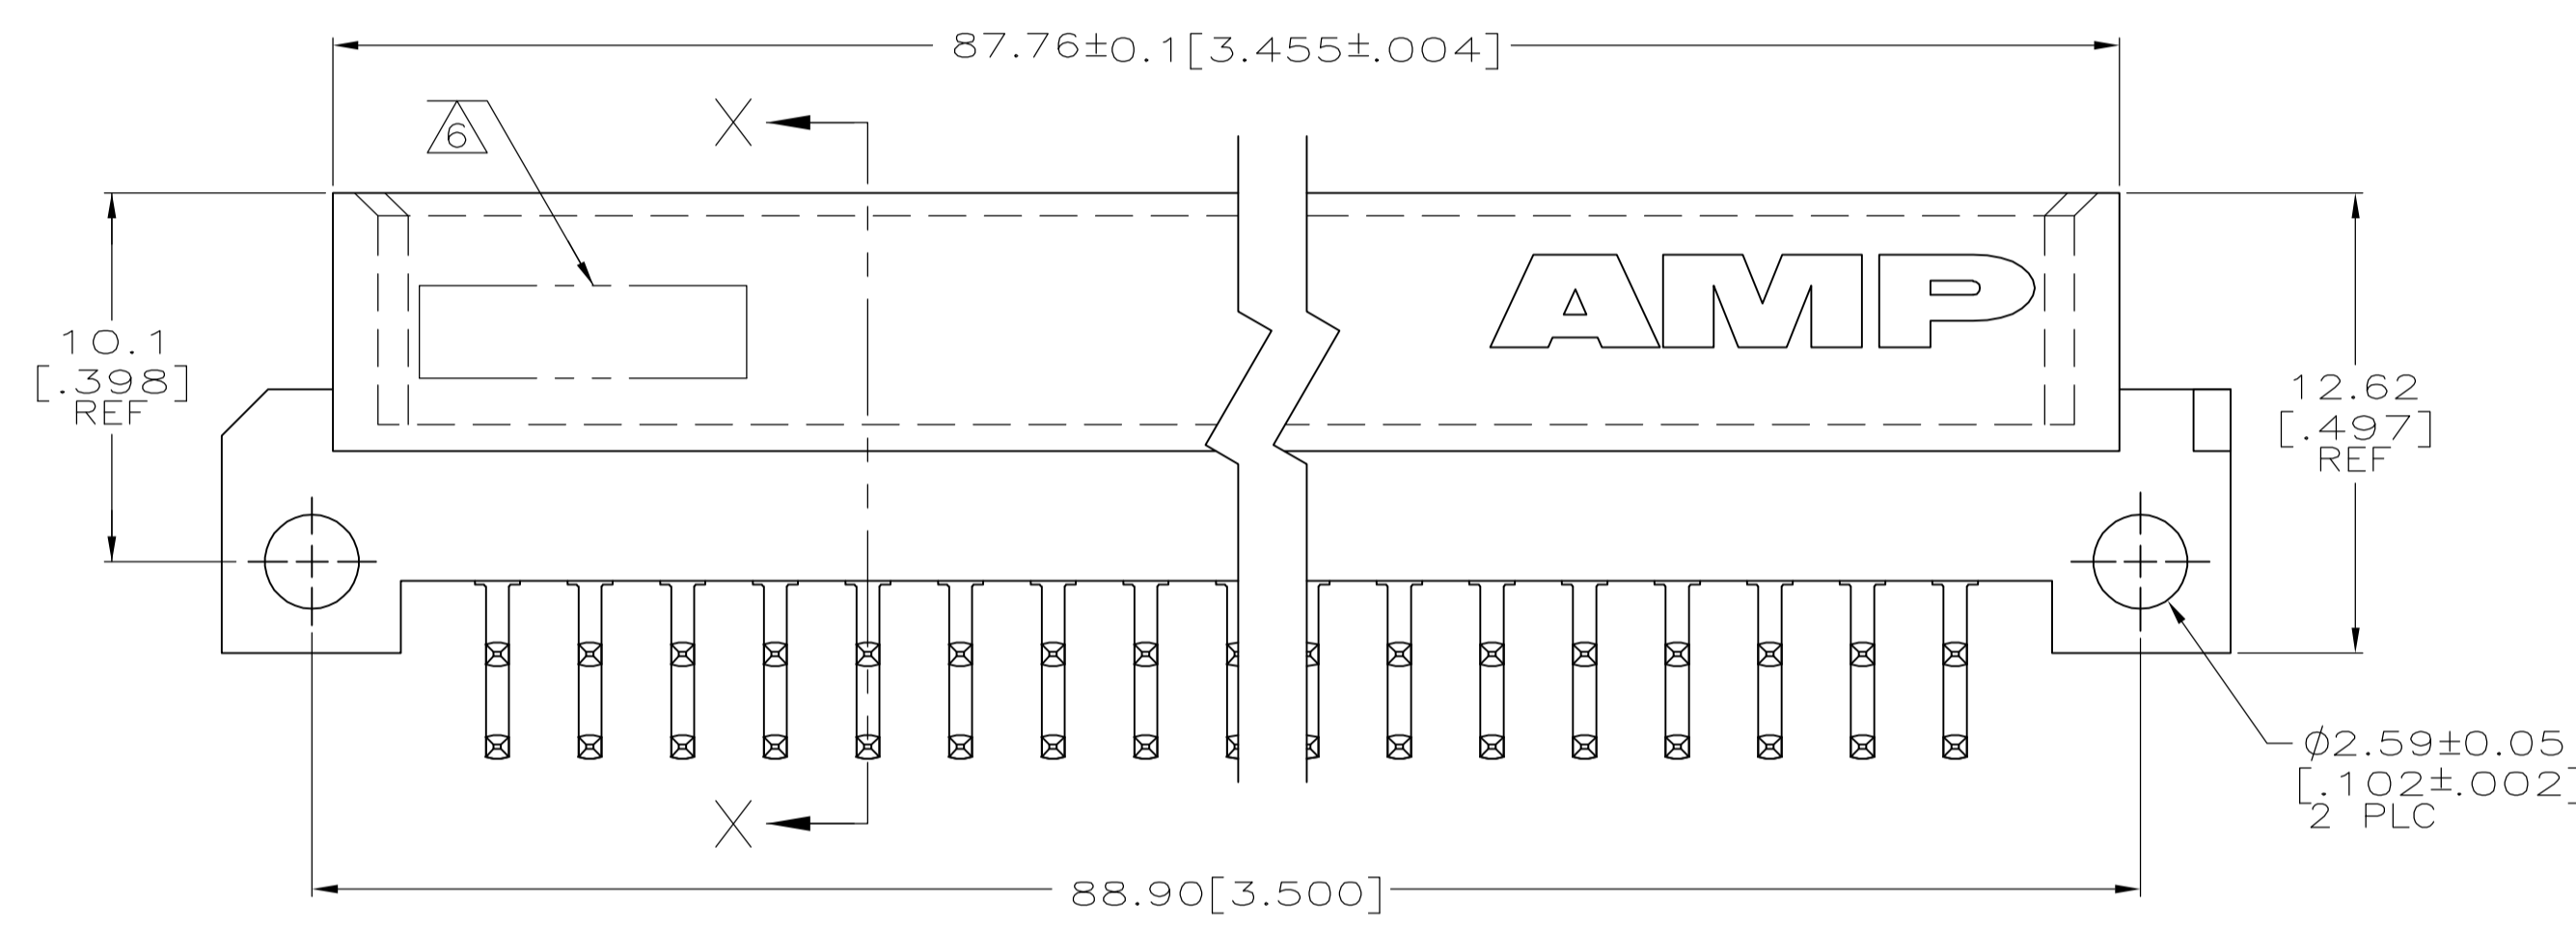 87.76±0.1[3.455±.004]
6
X
AMP
10.1
[.398]
REF
12.62
[.497]
REF
Ø2.59±0.05
[.102±.002]
2 PLC
X
88.90[3.500]